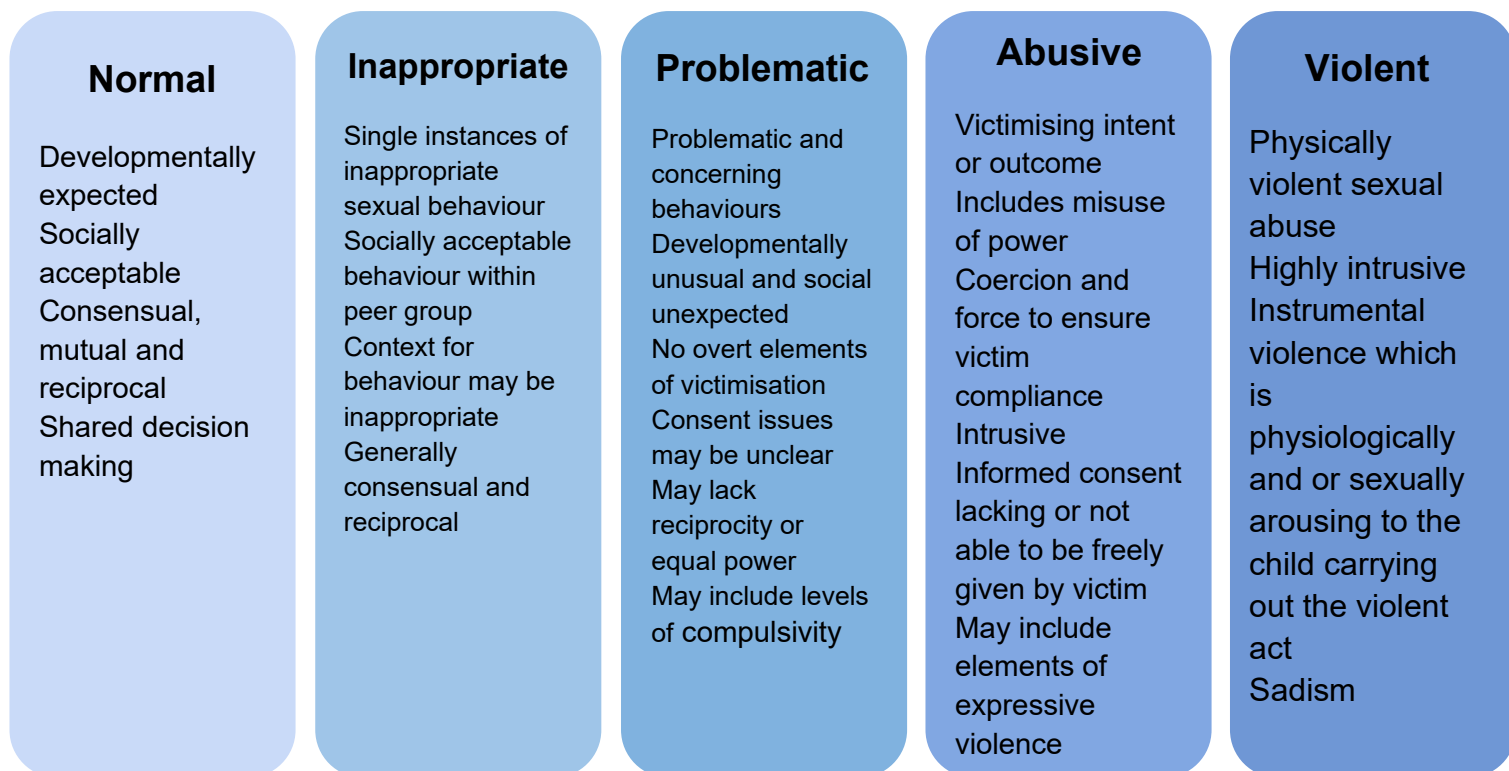 Normal
Developmentally
expected
Socially
acceptable
Consensual,
mutual and
reciprocal
Shared decision
making
Inappropriate
Single instances of
inappropriate
sexual behaviour
Socially acceptable
behaviour within
peer group
Context for
behaviour may be
inappropriate
Generally
consensual and
reciprocal
Problematic
Problematic and
concerning
behaviours
Developmentally
unusual and social
unexpected
No overt elements
of victimisation
Consent issues
may be unclear
May lack
reciprocity or
equal power
May include levels
of compulsivity
Abusive
Victimising intent
or outcome
Includes misuse
of power
Coercion and
force to ensure
victim
compliance
Intrusive
Informed consent
lacking or not
able to be freely
given by victim
May include
elements of
expressive
violence
Violent
Physically
violent sexual
abuse
Highly intrusive
Instrumental
violence which
is
physiologically
and or sexually
arousing to the
child carrying
out the violent
act
Sadism